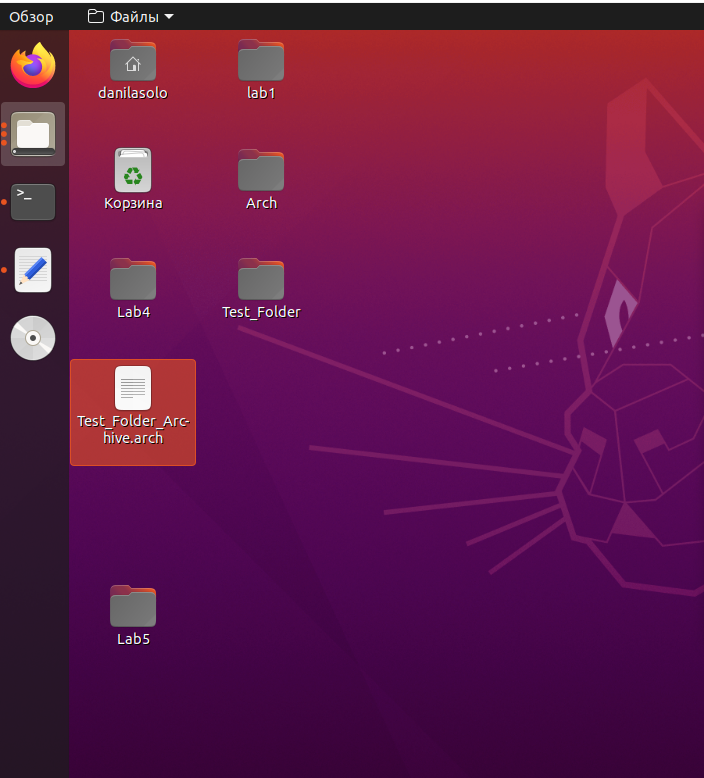 Обзор
Файлы
danilasolo
lab1
Корзина
Arch
Lab4
Test_Folder
Test_Folder_Arc-
hive.arch
Lab5
>_